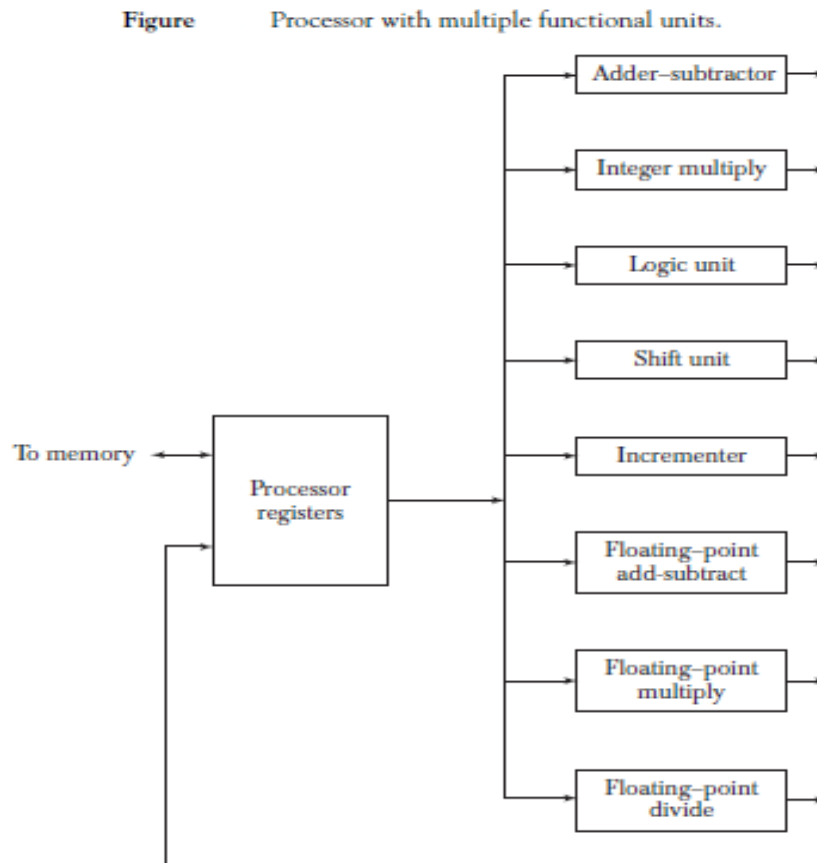 Figure Processor with multiple functional units.
Adder–subtractor
Integer multiply
Logic unit
Shift unit
To memory
Incrementer
Processor
registers
Floating–point
add-subtract
Floating–point
multiply
Floating–point
divide